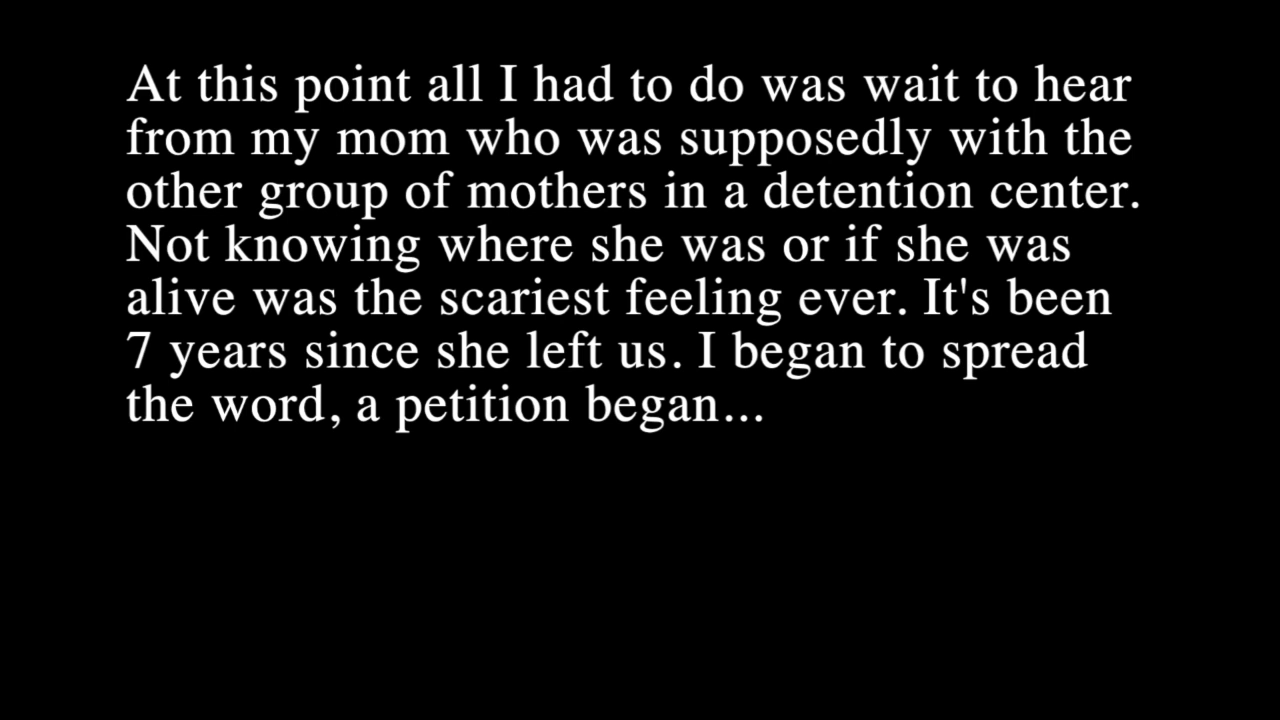 At this point all I had to do was wait to hear
from my mom who was supposedly with the
other group of mothers in a detention center.
Not knowing where she was or if she was
alive was the scariest feeling ever. It's been
7 years since she left us. I began to spread
the word, a petition began...